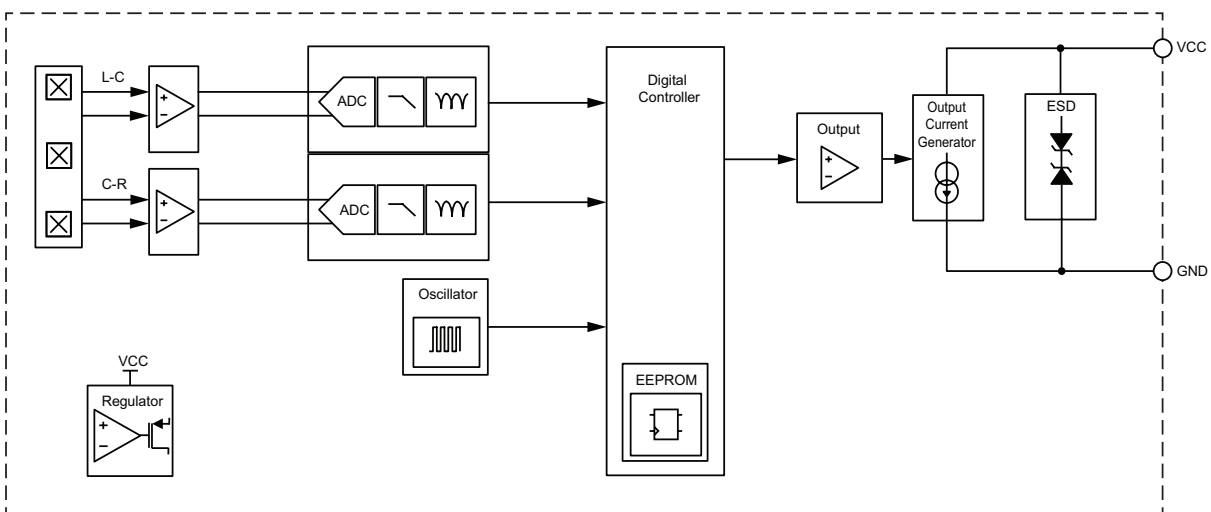 VCC
L-C
ADC
Digital
Controller
Output
Output
Current
Generator
ESD
+
−
+
−
C-R
ADC
+
−
GND
Oscillator
VCC
Regulator
+
−
EEPROM